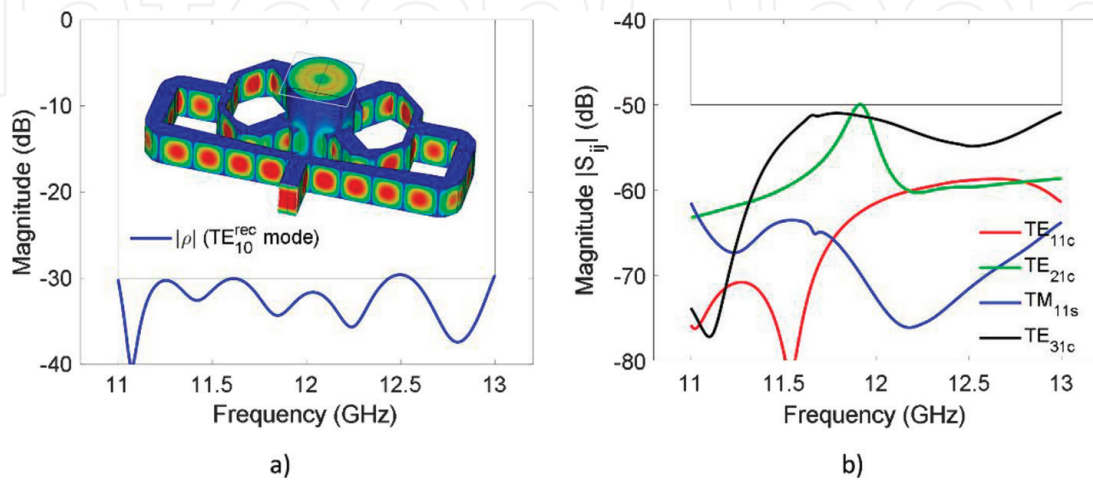 0
-10
-20
-30
-40
Magnitude (dB)
|ρ| (TE₁₀ʳᵉᶜ mode)
11
11.5
12
12.5
13
Frequency (GHz)
a)
-40
-50
-60
-70
-80
Magnitude |Sᵢⱼ| (dB)
TE₁₁c
TE₂₁c
TM₁₁s
TE₃₁c
11
11.5
12
12.5
13
Frequency (GHz)
b)